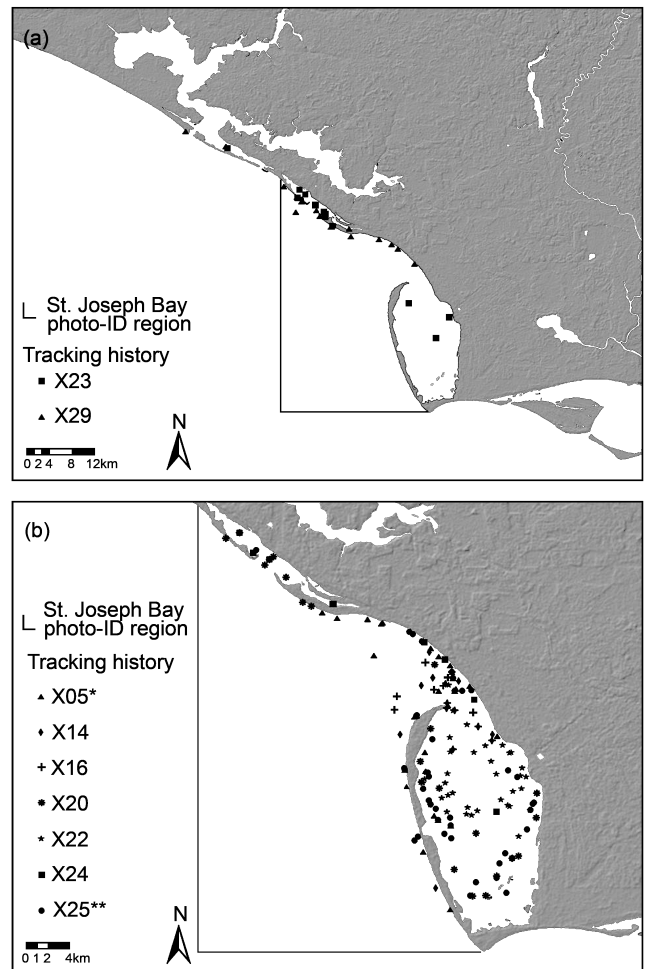 (a)
St. Joseph Bay
photo-ID region
Tracking history
X23
X29
N
0 2 4 8 12km
(b)
St. Joseph Bay
photo-ID region
Tracking history
X05*
X14
X16
X20
X22
X24
X25**
N
0 1 2 4km